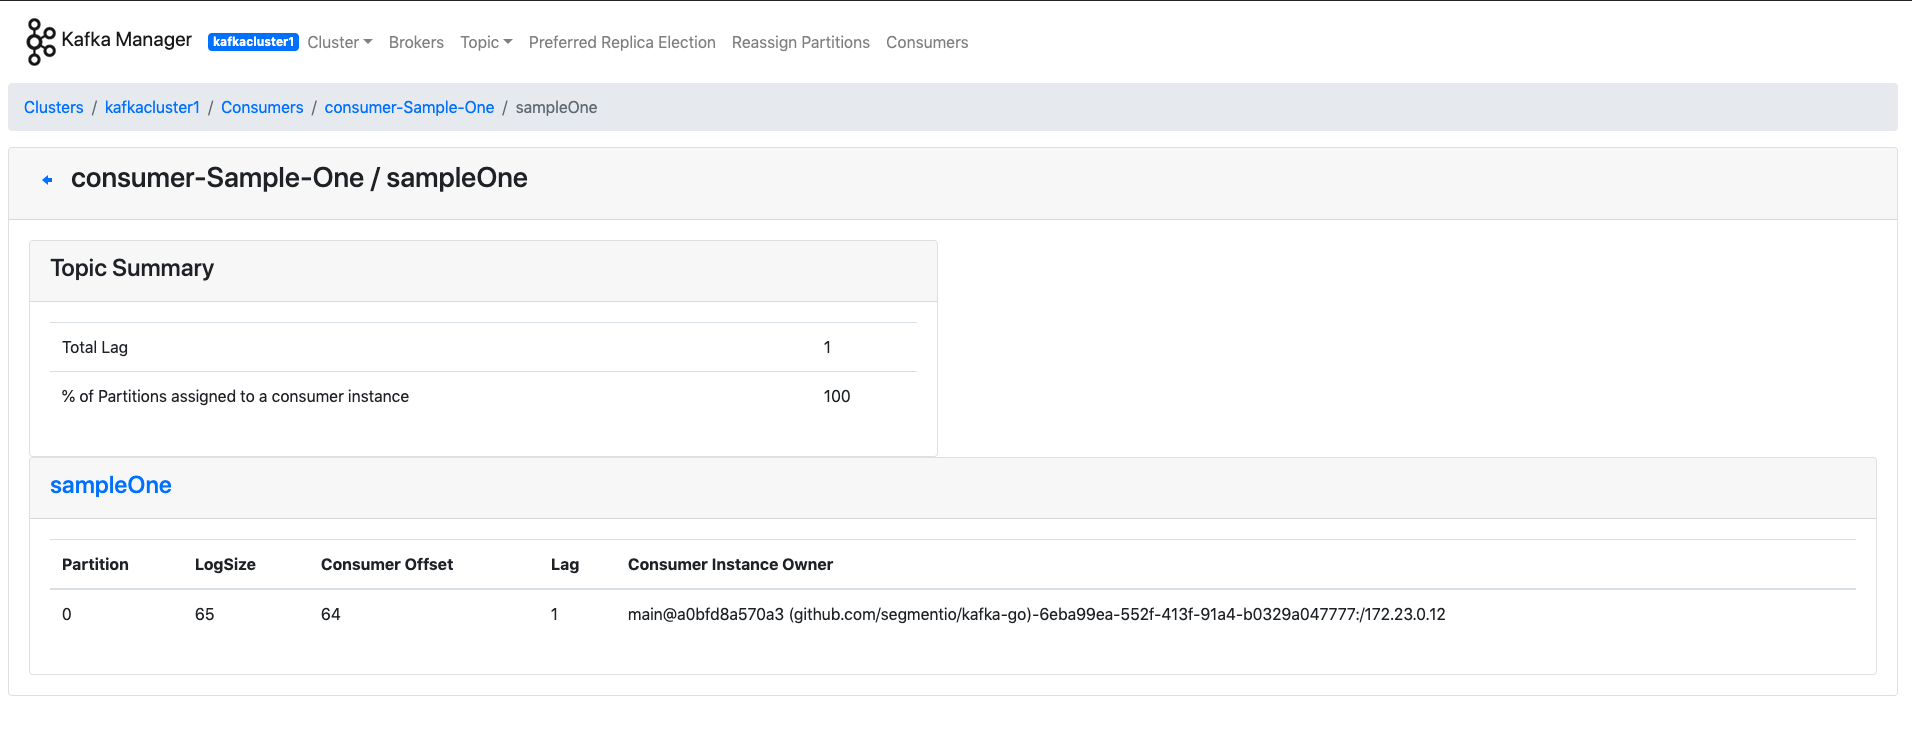 Kafka Manager kafkacluster1 Cluster Brokers Topic Preferred Replica Election Reassign Partitions Consumers
Clusters / kafkacluster1 / Consumers / consumer-Sample-One / sampleOne
consumer-Sample-One / sampleOne
Topic Summary
Total Lag 1
% of Partitions assigned to a consumer instance 100
sampleOne
Partition LogSize Consumer Offset Lag Consumer Instance Owner
0 65 64 1 main@a0bfd8a570a3 (github.com/segmentio/kafka-go)-6eba99ea-552f-413f-91a4-b0329a047777:/172.23.0.12